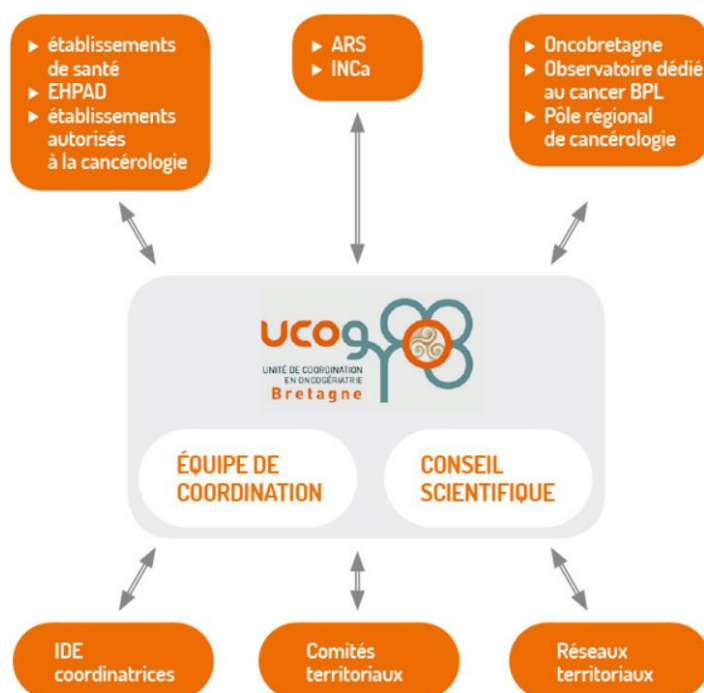 ► établissements
de santé
► EHPAD
► établissements
autorisés
à la cancérologie
► ARS
► INCa
► Oncobretagne
► Observatoire dédié
au cancer BPL
► Pôle régional
de cancérologie
ucog
UNITÉ DE COORDINATION
EN ONCOGÉRIATRIE
Bretagne
ÉQUIPE DE
COORDINATION
CONSEIL
SCIENTIFIQUE
IDE
coordinatrices
Comités
territoriaux
Réseaux
territoriaux